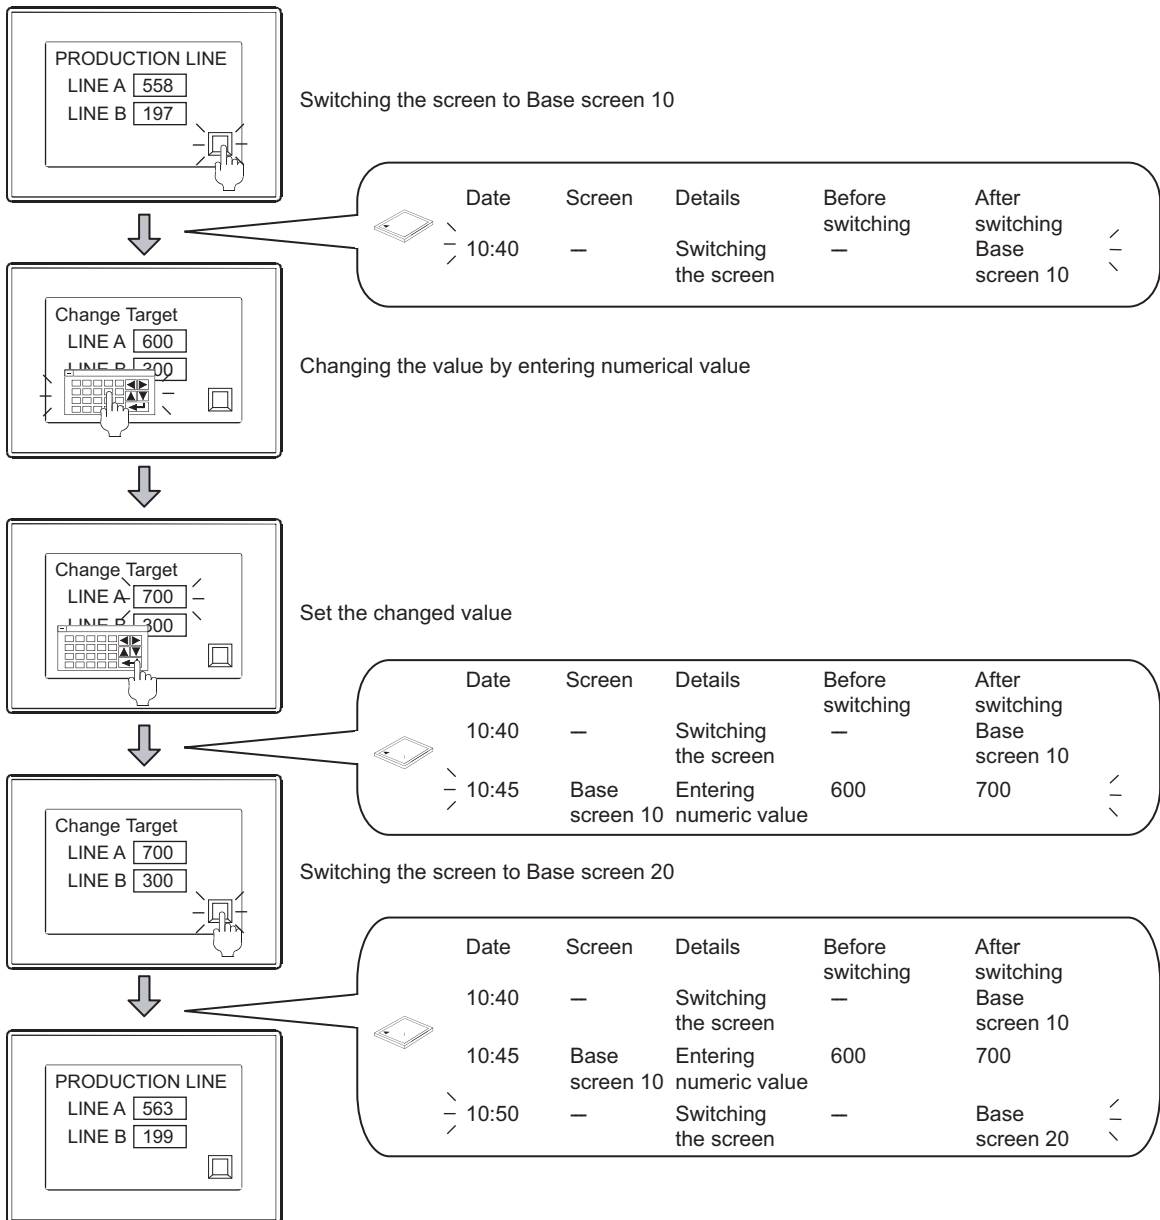 PRODUCTION LINE
LINE A 558
LINE B 197
Switching the screen to Base screen 10
Date Screen Details Before switching After switching
10:40 — Switching the screen — Base screen 10
Change Target
LINE A 600
LINE B 300
Changing the value by entering numerical value
Change Target
LINE A 700
LINE B 300
Set the changed value
Date Screen Details Before switching After switching
10:40 — Switching the screen — Base screen 10
10:45 Base screen 10 Entering numeric value 600 700
Change Target
LINE A 700
LINE B 300
Switching the screen to Base screen 20
Date Screen Details Before switching After switching
10:40 — Switching the screen — Base screen 10
10:45 Base screen 10 Entering numeric value 600 700
10:50 — Switching the screen — Base screen 20
PRODUCTION LINE
LINE A 563
LINE B 199